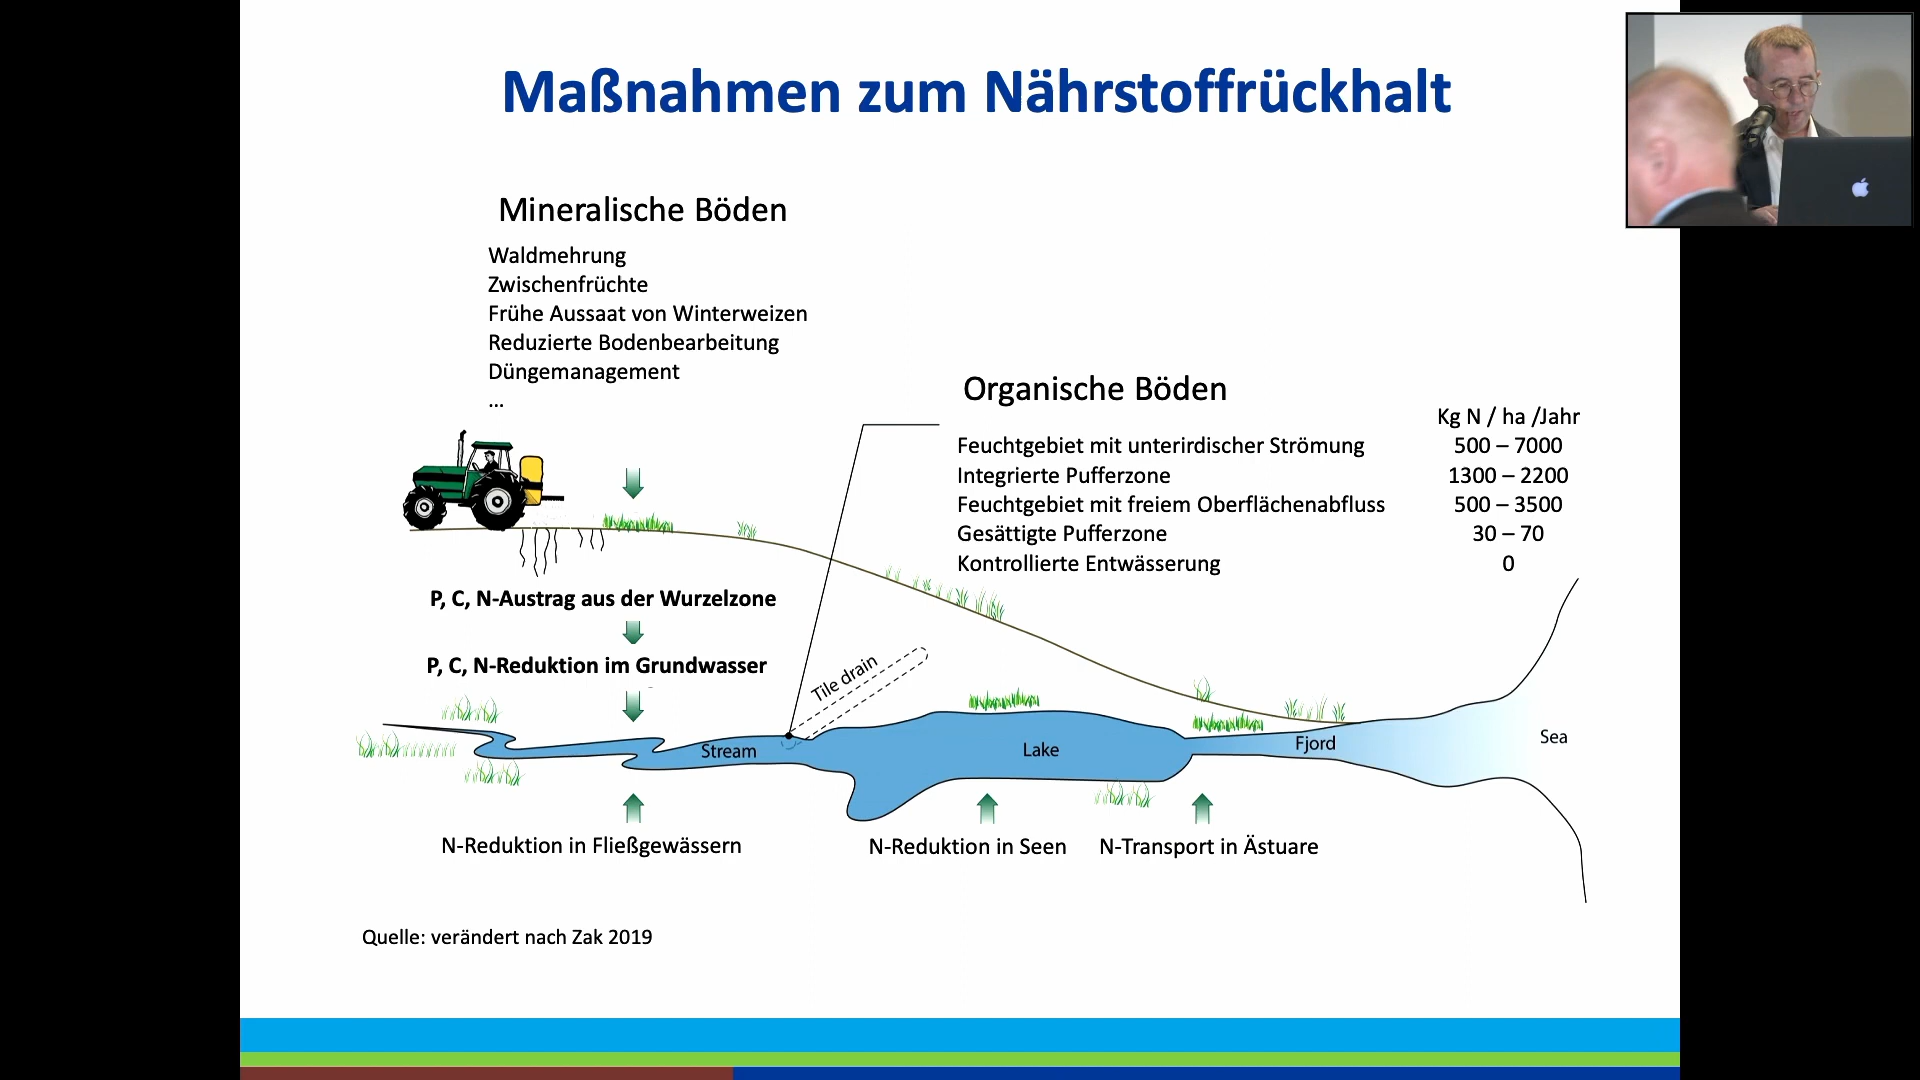 Maßnahmen zum Nährstoffrückhalt
Mineralische Böden
Waldmehrung
Zwischenfrüchte
Frühe Aussaat von Winterweizen
Reduzierte Bodenbearbeitung
Düngemanagement
...
Organische Böden
Kg N / ha /Jahr
Feuchtgebiet mit unterirdischer Strömung 500 – 7000
Integrierte Pufferzone 1300 – 2200
Feuchtgebiet mit freiem Oberflächenabfluss 500 – 3500
Gesättigte Pufferzone 30 – 70
Kontrollierte Entwässerung 0
P, C, N-Austrag aus der Wurzelzone
P, C, N-Reduktion im Grundwasser
Tile drain
Stream
Lake
Fjord
Sea
N-Reduktion in Fließgewässern
N-Reduktion in Seen
N-Transport in Ästuare
Quelle: verändert nach Zak 2019